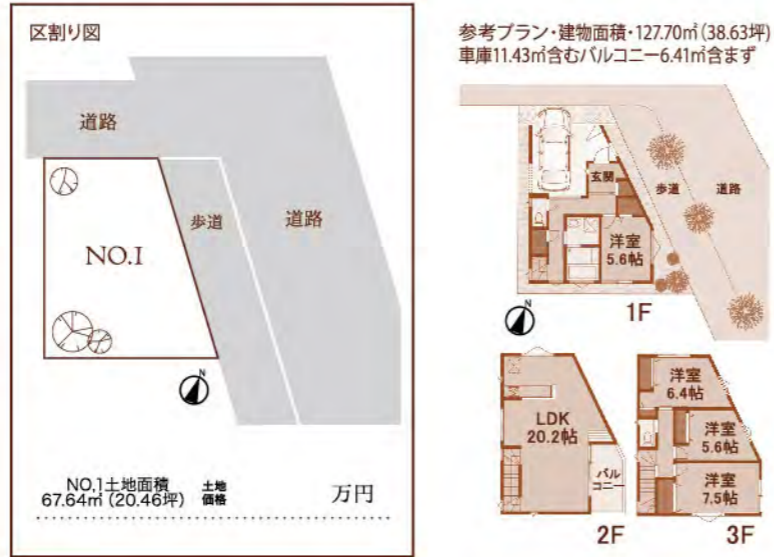 区割り図
道路
歩道
道路
NO.1
N
NO,1土地面積
67.64㎡(20.46坪)
土地
価格
万円
参考プラン・建物面積・127.70㎡(38.63坪)
車庫11.43㎡含むバルコニー6.41㎡含まず
玄関
歩道
道路
洋室
5.6帖
N
1F
LDK
20.2帖
バル
コニー
2F
洋室
6.4帖
洋室
5.6帖
洋室
7.5帖
3F